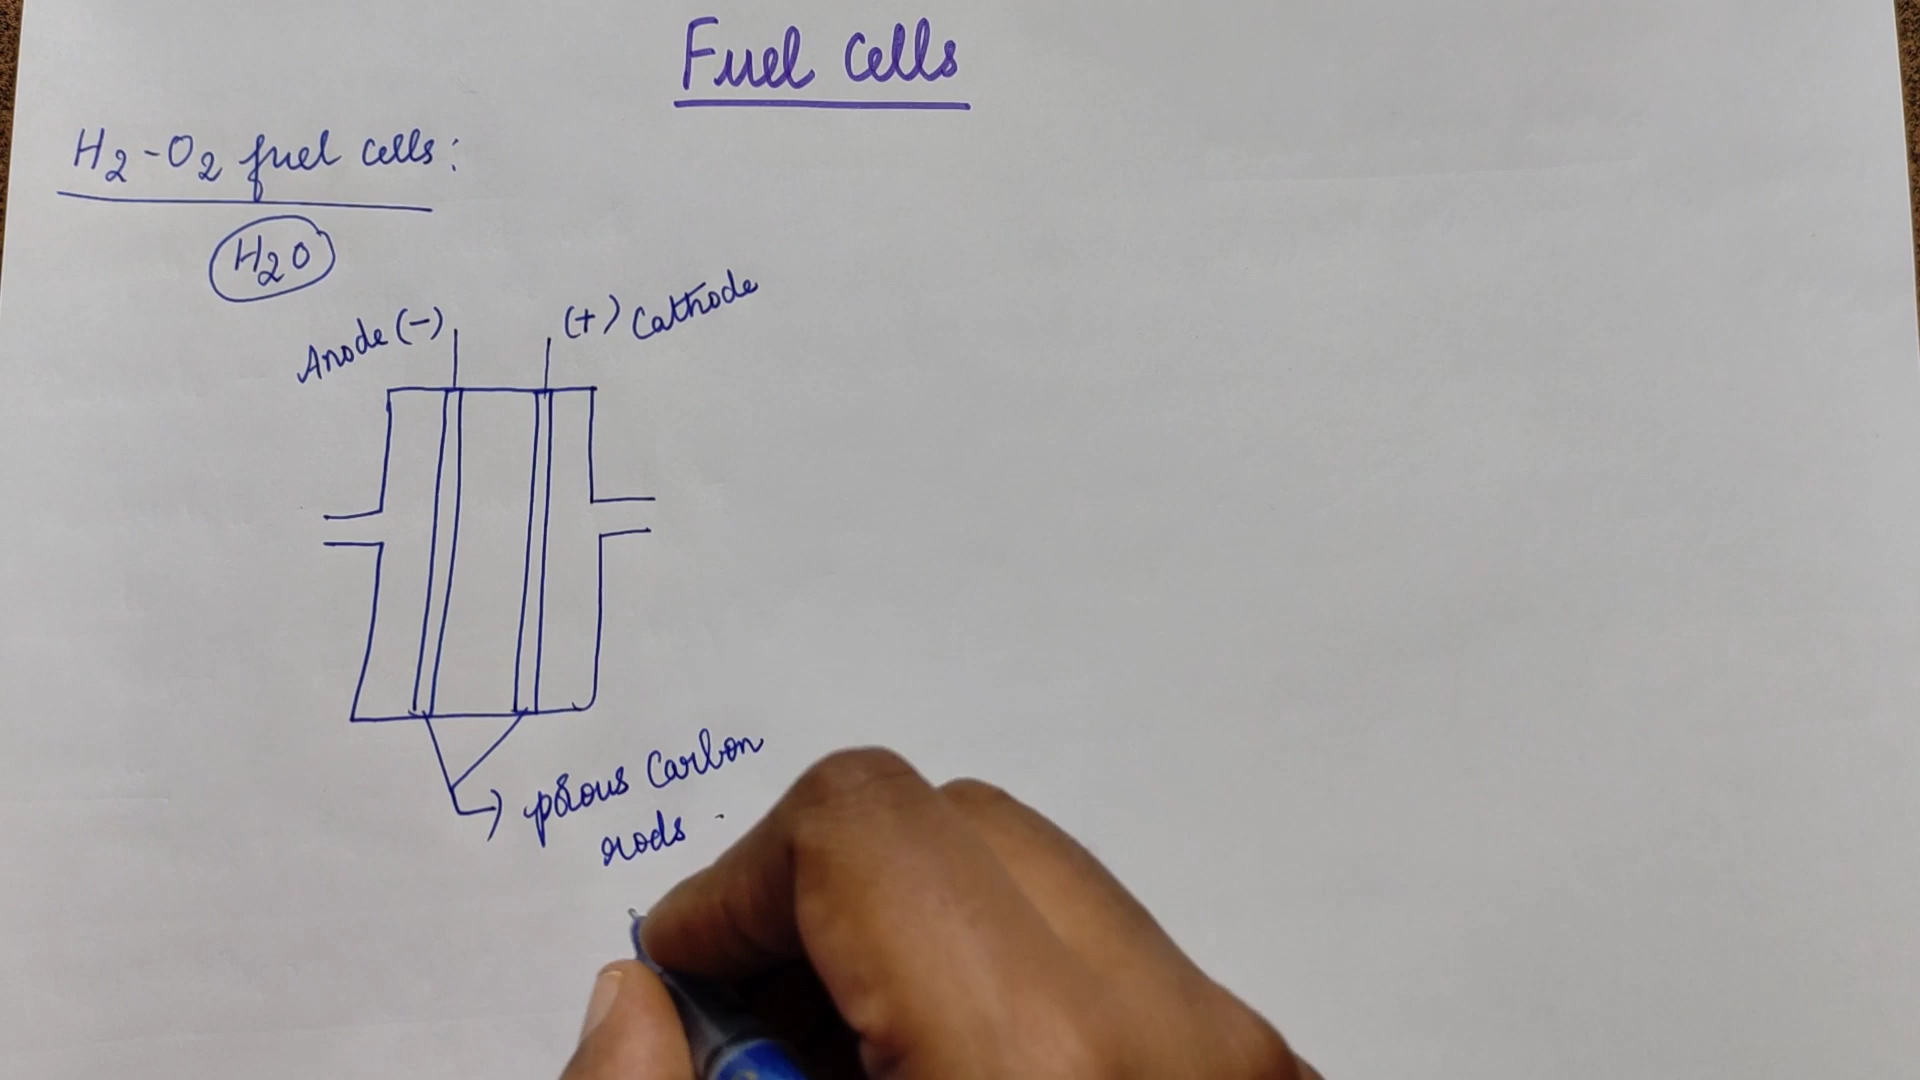 Fuel cells
H2-O2 fuel cells:
H2O
Anode (-)
(+) Cathode
porous Carbon
rods.